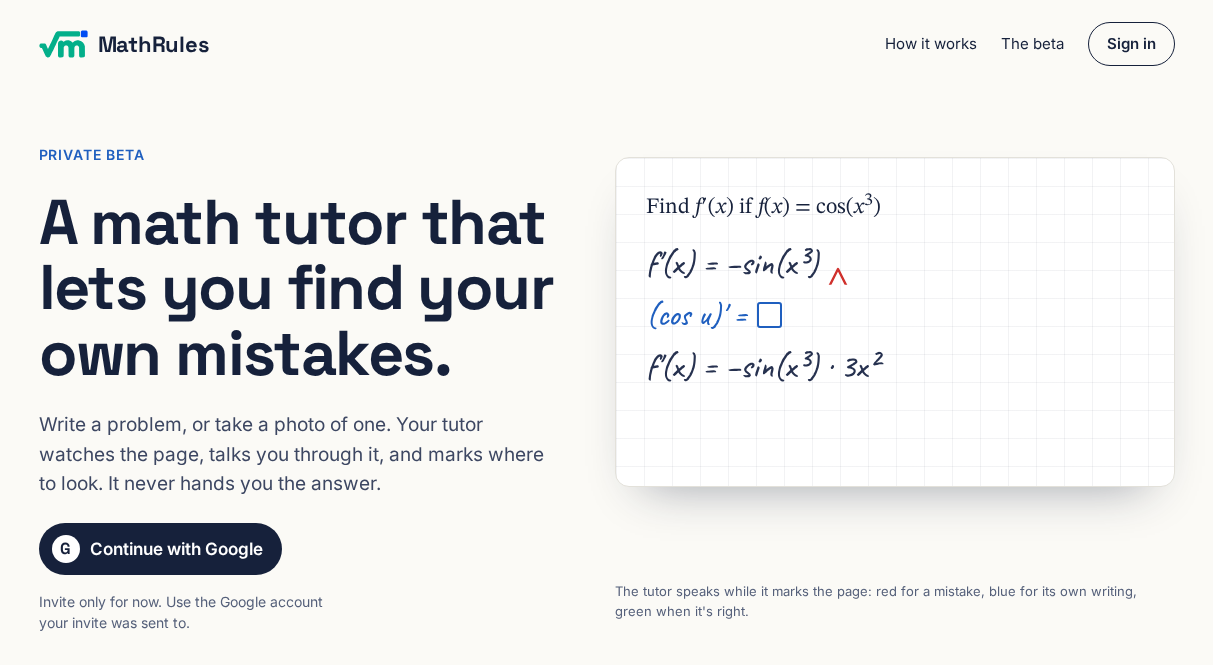 MathRules
How it works
The beta
Sign in
PRIVATE BETA
A math tutor that
lets you find your
own mistakes.
Write a problem, or take a photo of one. Your tutor
watches the page, talks you through it, and marks where
to look. It never hands you the answer.
G Continue with Google
Invite only for now. Use the Google account
your invite was sent to.
Find f′(x) if f(x) = cos(x³)
f′(x) = −sin(x³) ^
(cos u)′ = □
f′(x) = −sin(x³) · 3x²
The tutor speaks while it marks the page: red for a mistake, blue for its own writing,
green when it's right.